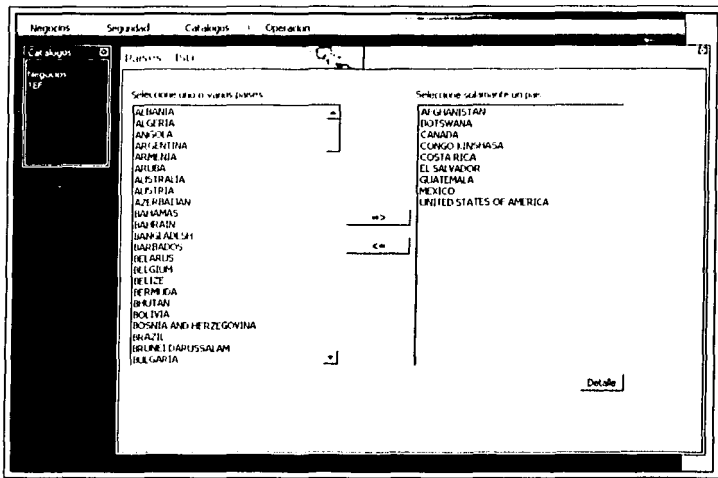 Negocios Seguridad Catalogos Operacion
Catalogos
Negocios
TEF
Paises
Seleccione uno o varios paises
ALBANIA
ALGERIA
ANGOLA
ARGENTINA
ARMENIA
ARUBA
AUSTRALIA
AUSTRIA
AZERBAIJAN
BAHAMAS
BAHRAIN
BANGLADESH
BARBADOS
BELARUS
BELGIUM
BELIZE
BERMUDA
BHUTAN
BOLIVIA
BOSNIA AND HERZEGOVINA
BRAZIL
BRUNEI DARUSSALAM
BULGARIA
=>
<=
Seleccione solamante un pais
AFGHANISTAN
BOTSWANA
CANADA
CONGO KINSHASA
COSTA RICA
EL SALVADOR
GUATEMALA
MEXICO
UNITED STATES OF AMERICA
Detalle